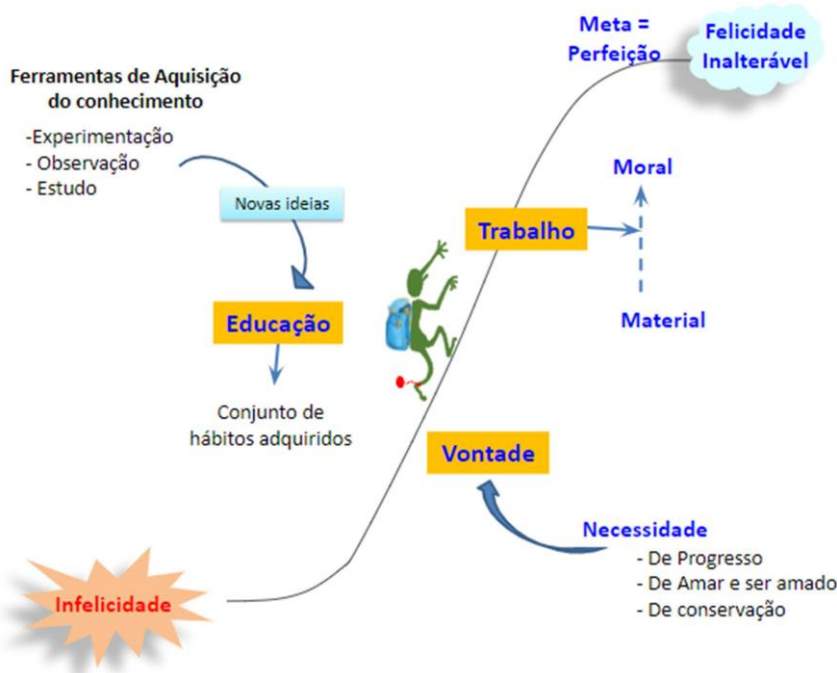 Meta =
Perfeição
Felicidade
Inalterável
Ferramentas de Aquisição
do conhecimento
-Experimentação
- Observação
- Estudo
Novas ideias
Moral
Trabalho
Material
Educação
Conjunto de
hábitos adquiridos
Vontade
Necessidade
- De Progresso
- De Amar e ser amado
- De conservação
Infelicidade